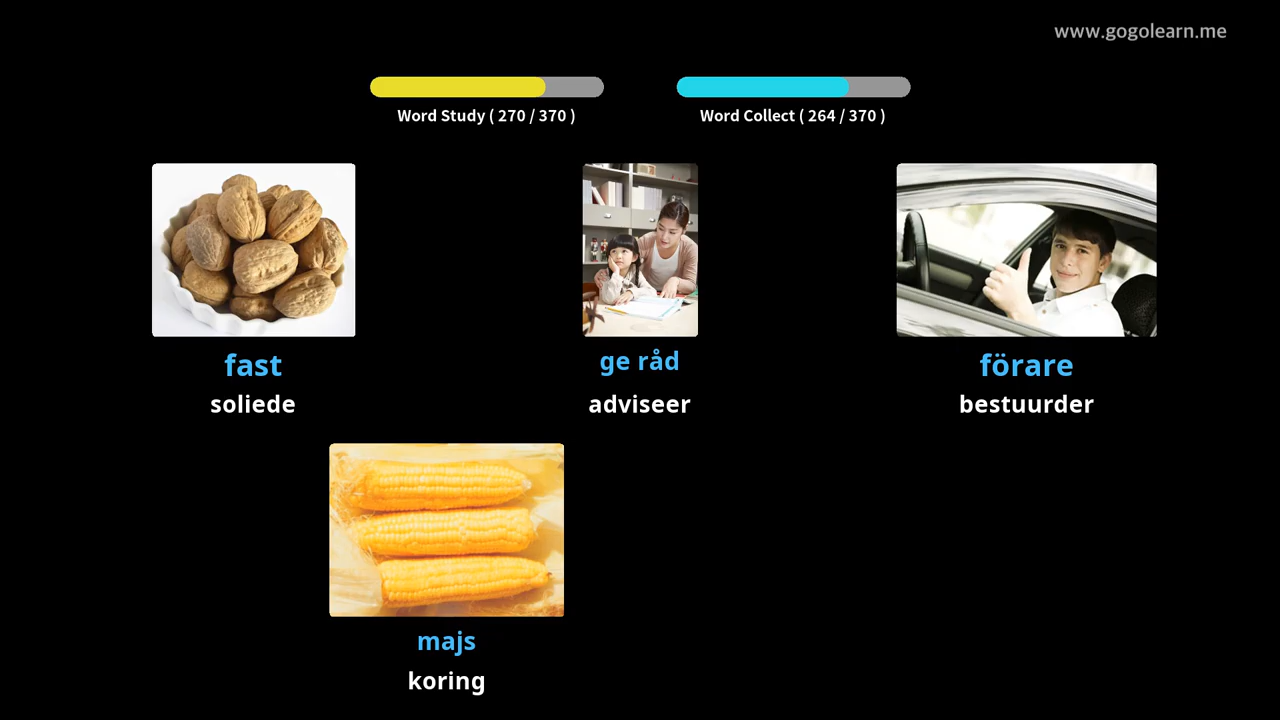 www.gogolearn.me
Word Study ( 270 / 370 )
Word Collect ( 264 / 370 )
fast
ge råd
förare
soliede
adviseer
bestuurder
majs
koring